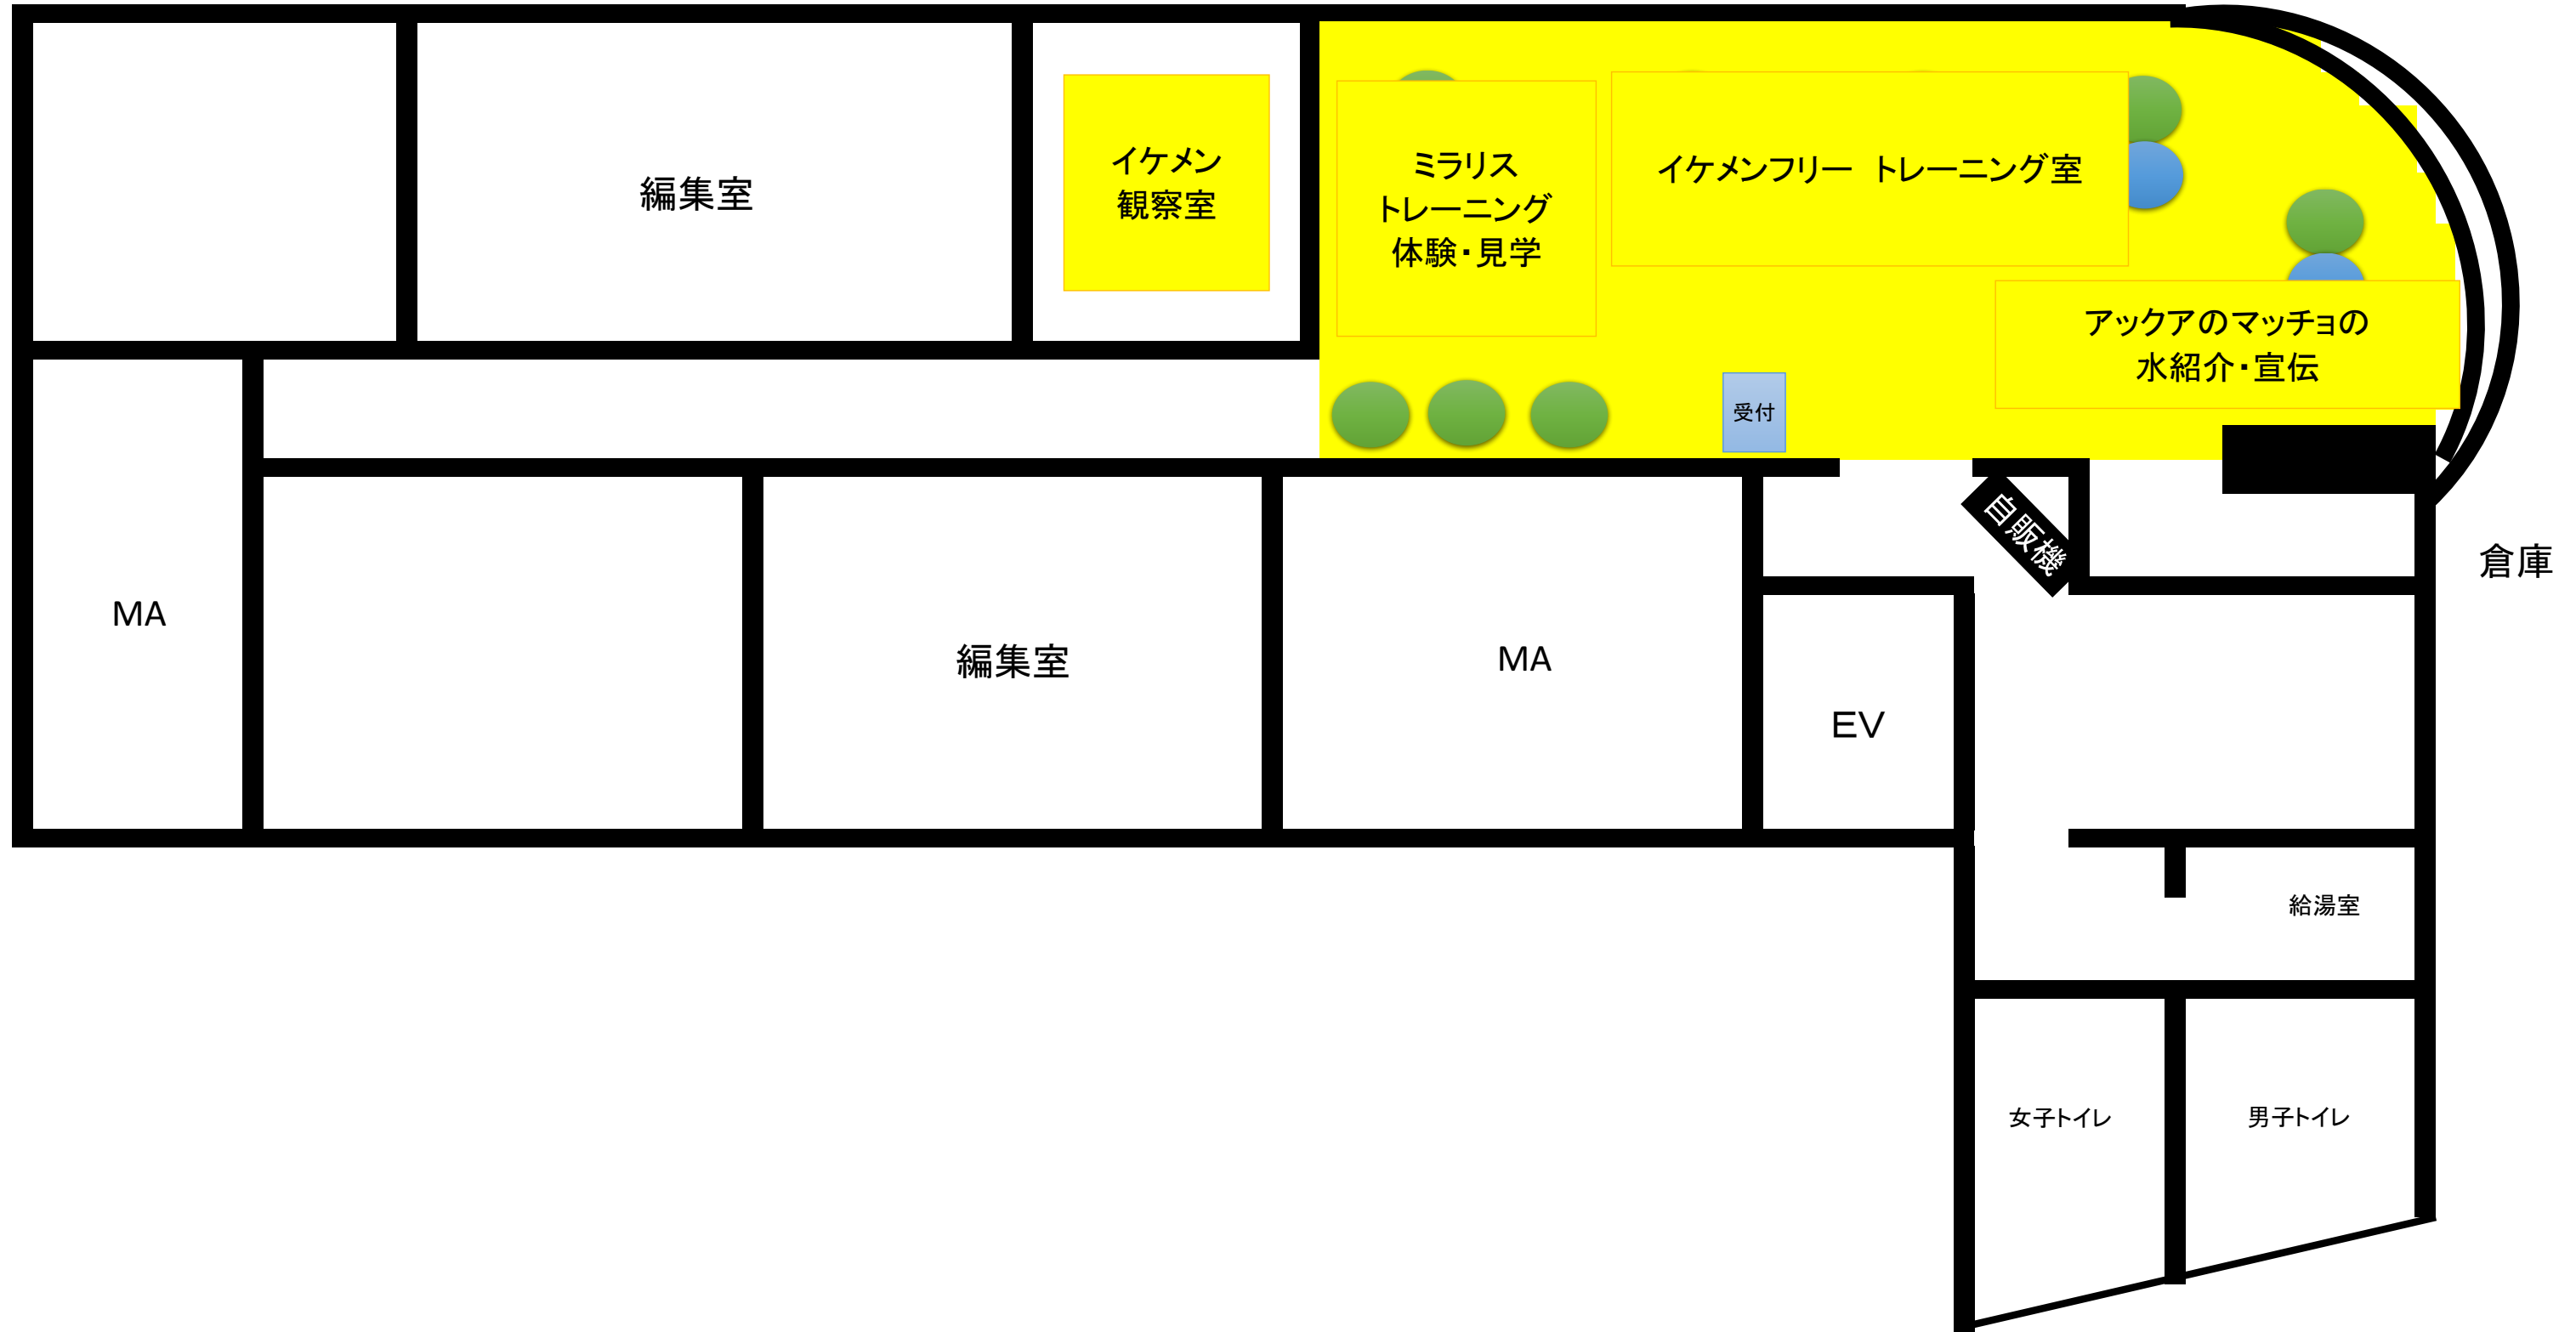 編集室
イケメン
観察室
ミラリス
トレーニング
体験・見学
イケメンフリー　トレーニング室
アックアのマッチョの
水紹介・宣伝
受付
自販機
倉庫
MA
編集室
MA
EV
給湯室
女子トイレ
男子トイレ